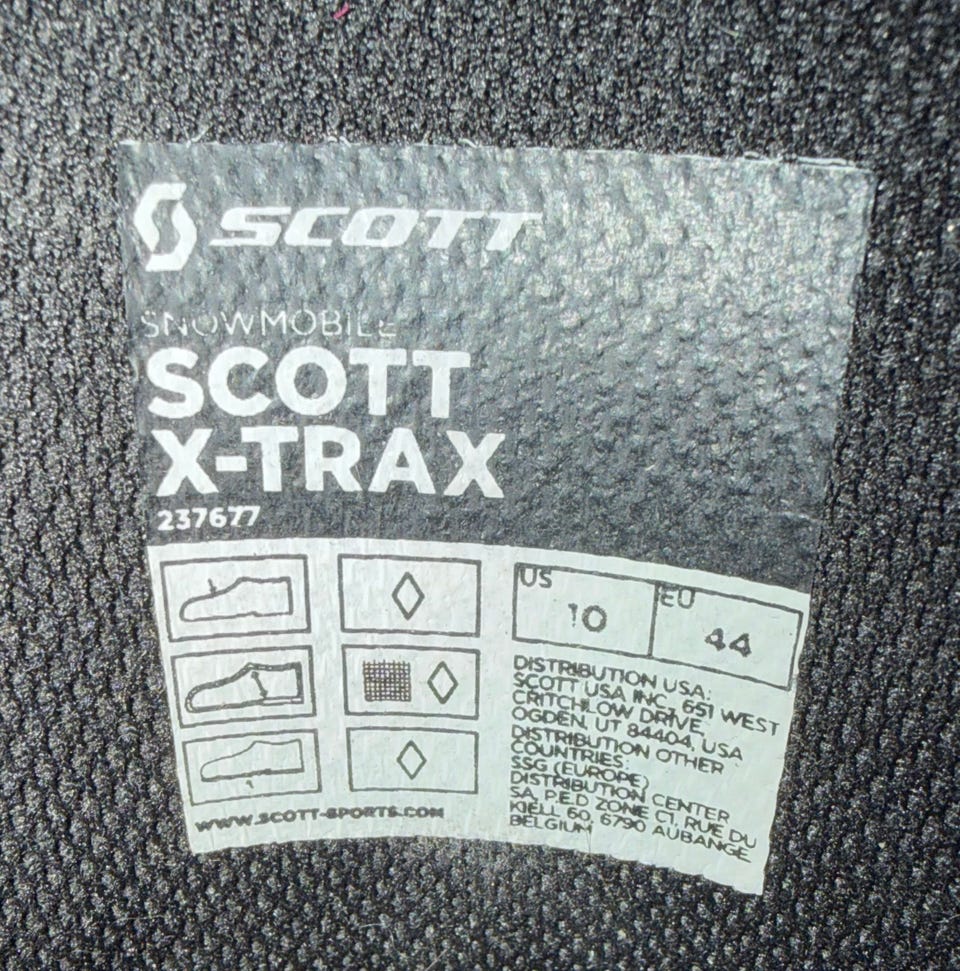 SCOTT
SNOWMOBILE
SCOTT
X-TRAX
237677
US
10
EU
44
DISTRIBUTION USA:
SCOTT USA INC., 651 WEST
CRITCHLOW DRIVE,
OGDEN, UT 84404, USA
DISTRIBUTION OTHER
COUNTRIES:
SSG (EUROPE)
DISTRIBUTION CENTER
SA, P.E.D ZONE C1, RUE DU
KIELL 60, 6790 AUBANGE
BELGIUM
WWW.SCOTT-SPORTS.COM